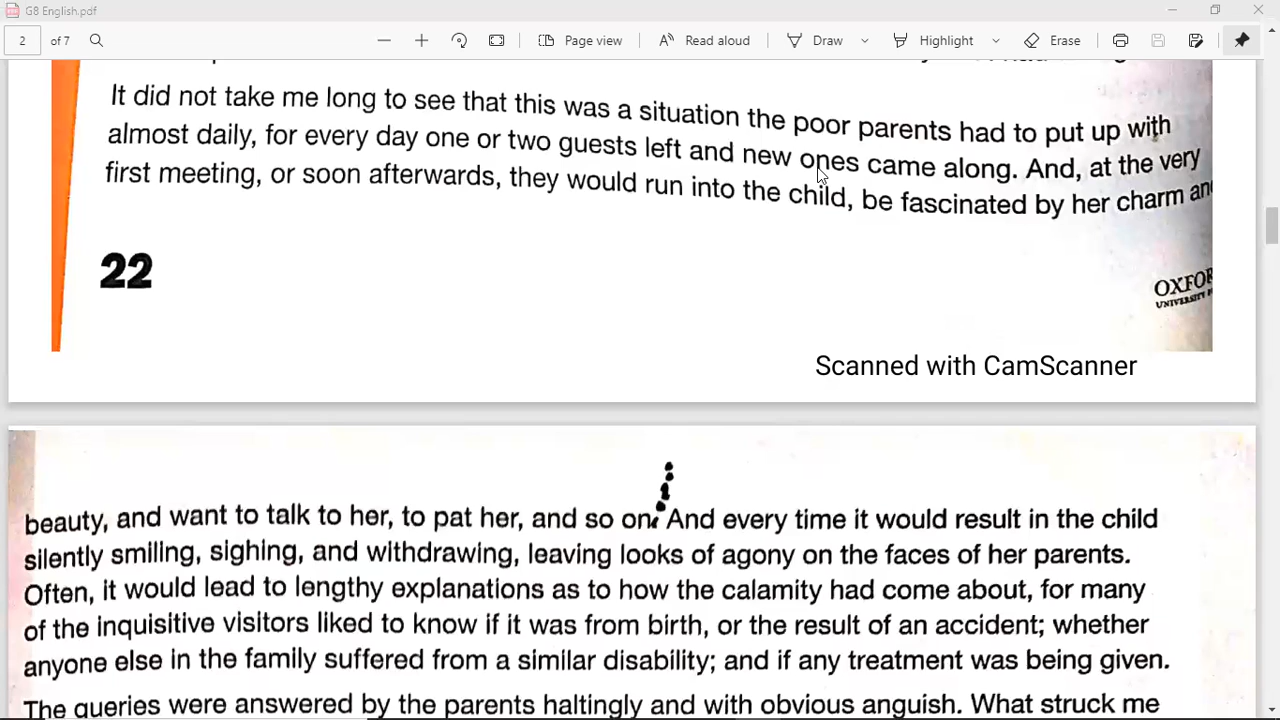 G8 English.pdf
2 of 7 Page view Read aloud Draw Highlight Erase
It did not take me long to see that this was a situation the poor parents had to put up with
almost daily, for every day one or two guests left and new ones came along. And, at the very
first meeting, or soon afterwards, they would run into the child, be fascinated by her charm and
22
OXFOR
UNIVERSITY P
Scanned with CamScanner
beauty, and want to talk to her, to pat her, and so on. And every time it would result in the child
silently smiling, sighing, and withdrawing, leaving looks of agony on the faces of her parents.
Often, it would lead to lengthy explanations as to how the calamity had come about, for many
of the inquisitive visitors liked to know if it was from birth, or the result of an accident; whether
anyone else in the family suffered from a similar disability; and if any treatment was being given.
The queries were answered by the parents haltingly and with obvious anguish. What struck me